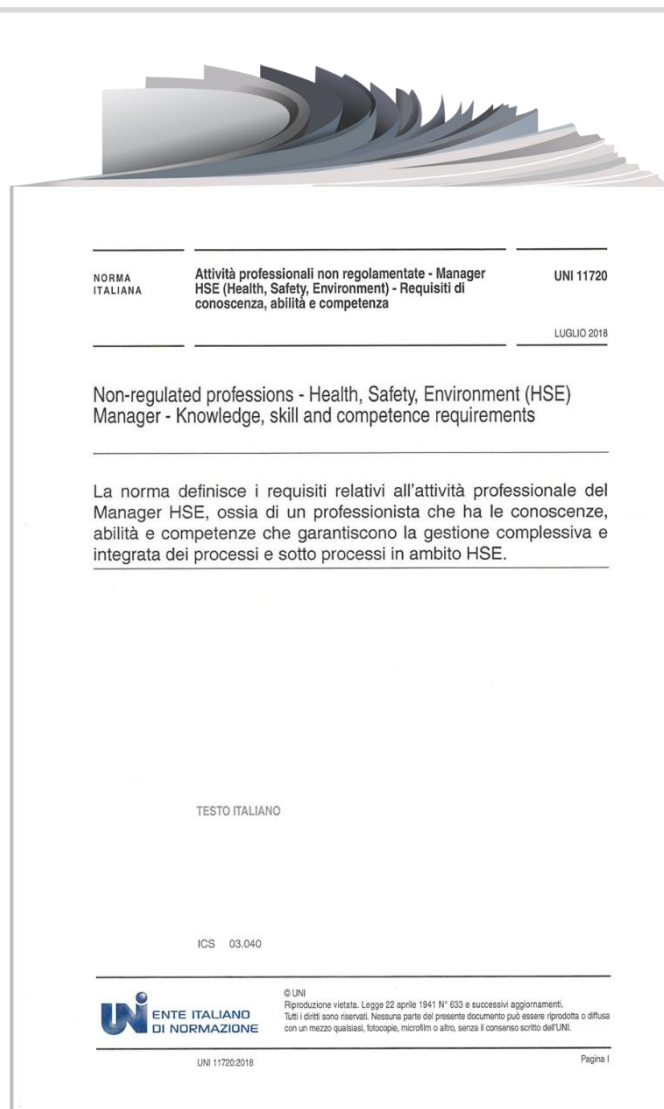 NORMA
ITALIANA
Attività professionali non regolamentate - Manager
HSE (Health, Safety, Environment) - Requisiti di
conoscenza, abilità e competenza
UNI 11720
LUGLIO 2018
Non-regulated professions - Health, Safety, Environment (HSE)
Manager - Knowledge, skill and competence requirements
La norma definisce i requisiti relativi all'attività professionale del
Manager HSE, ossia di un professionista che ha le conoscenze,
abilità e competenze che garantiscono la gestione complessiva e
integrata dei processi e sotto processi in ambito HSE.
TESTO ITALIANO
ICS 03.040
UNI ENTE ITALIANO
DI NORMAZIONE
© UNI
Riproduzione vietata. Legge 22 aprile 1941 N° 633 e successivi aggiornamenti.
Tutti i diritti sono riservati. Nessuna parte del presente documento può essere riprodotta o diffusa
con un mezzo qualsiasi, fotocopie, microfilm o altro, senza il consenso scritto dell'UNI.
UNI 11720:2018
Pagina I